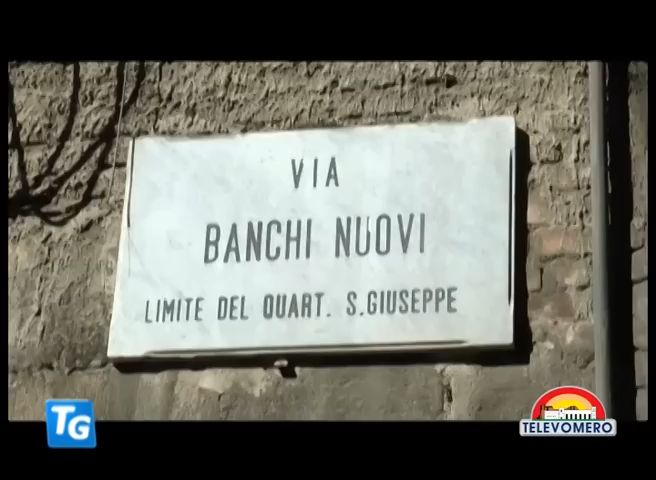 VIA
BANCHI NUOVI
LIMITE DEL QUART. S.GIUSEPPE
TG
TELEVOMERO